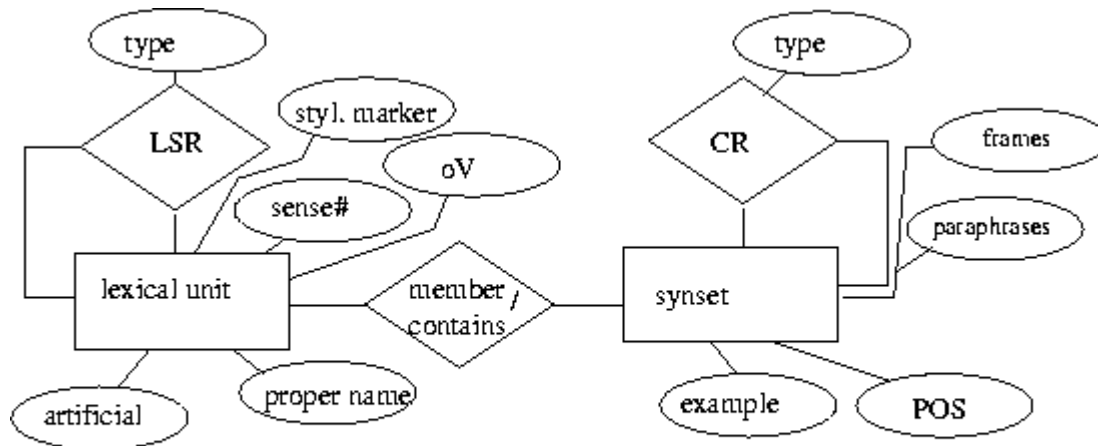 type
type
styl. marker
LSR
CR
frames
oV
sense#
paraphrases
lexical unit
member/
contains
synset
artificial
proper name
example
POS